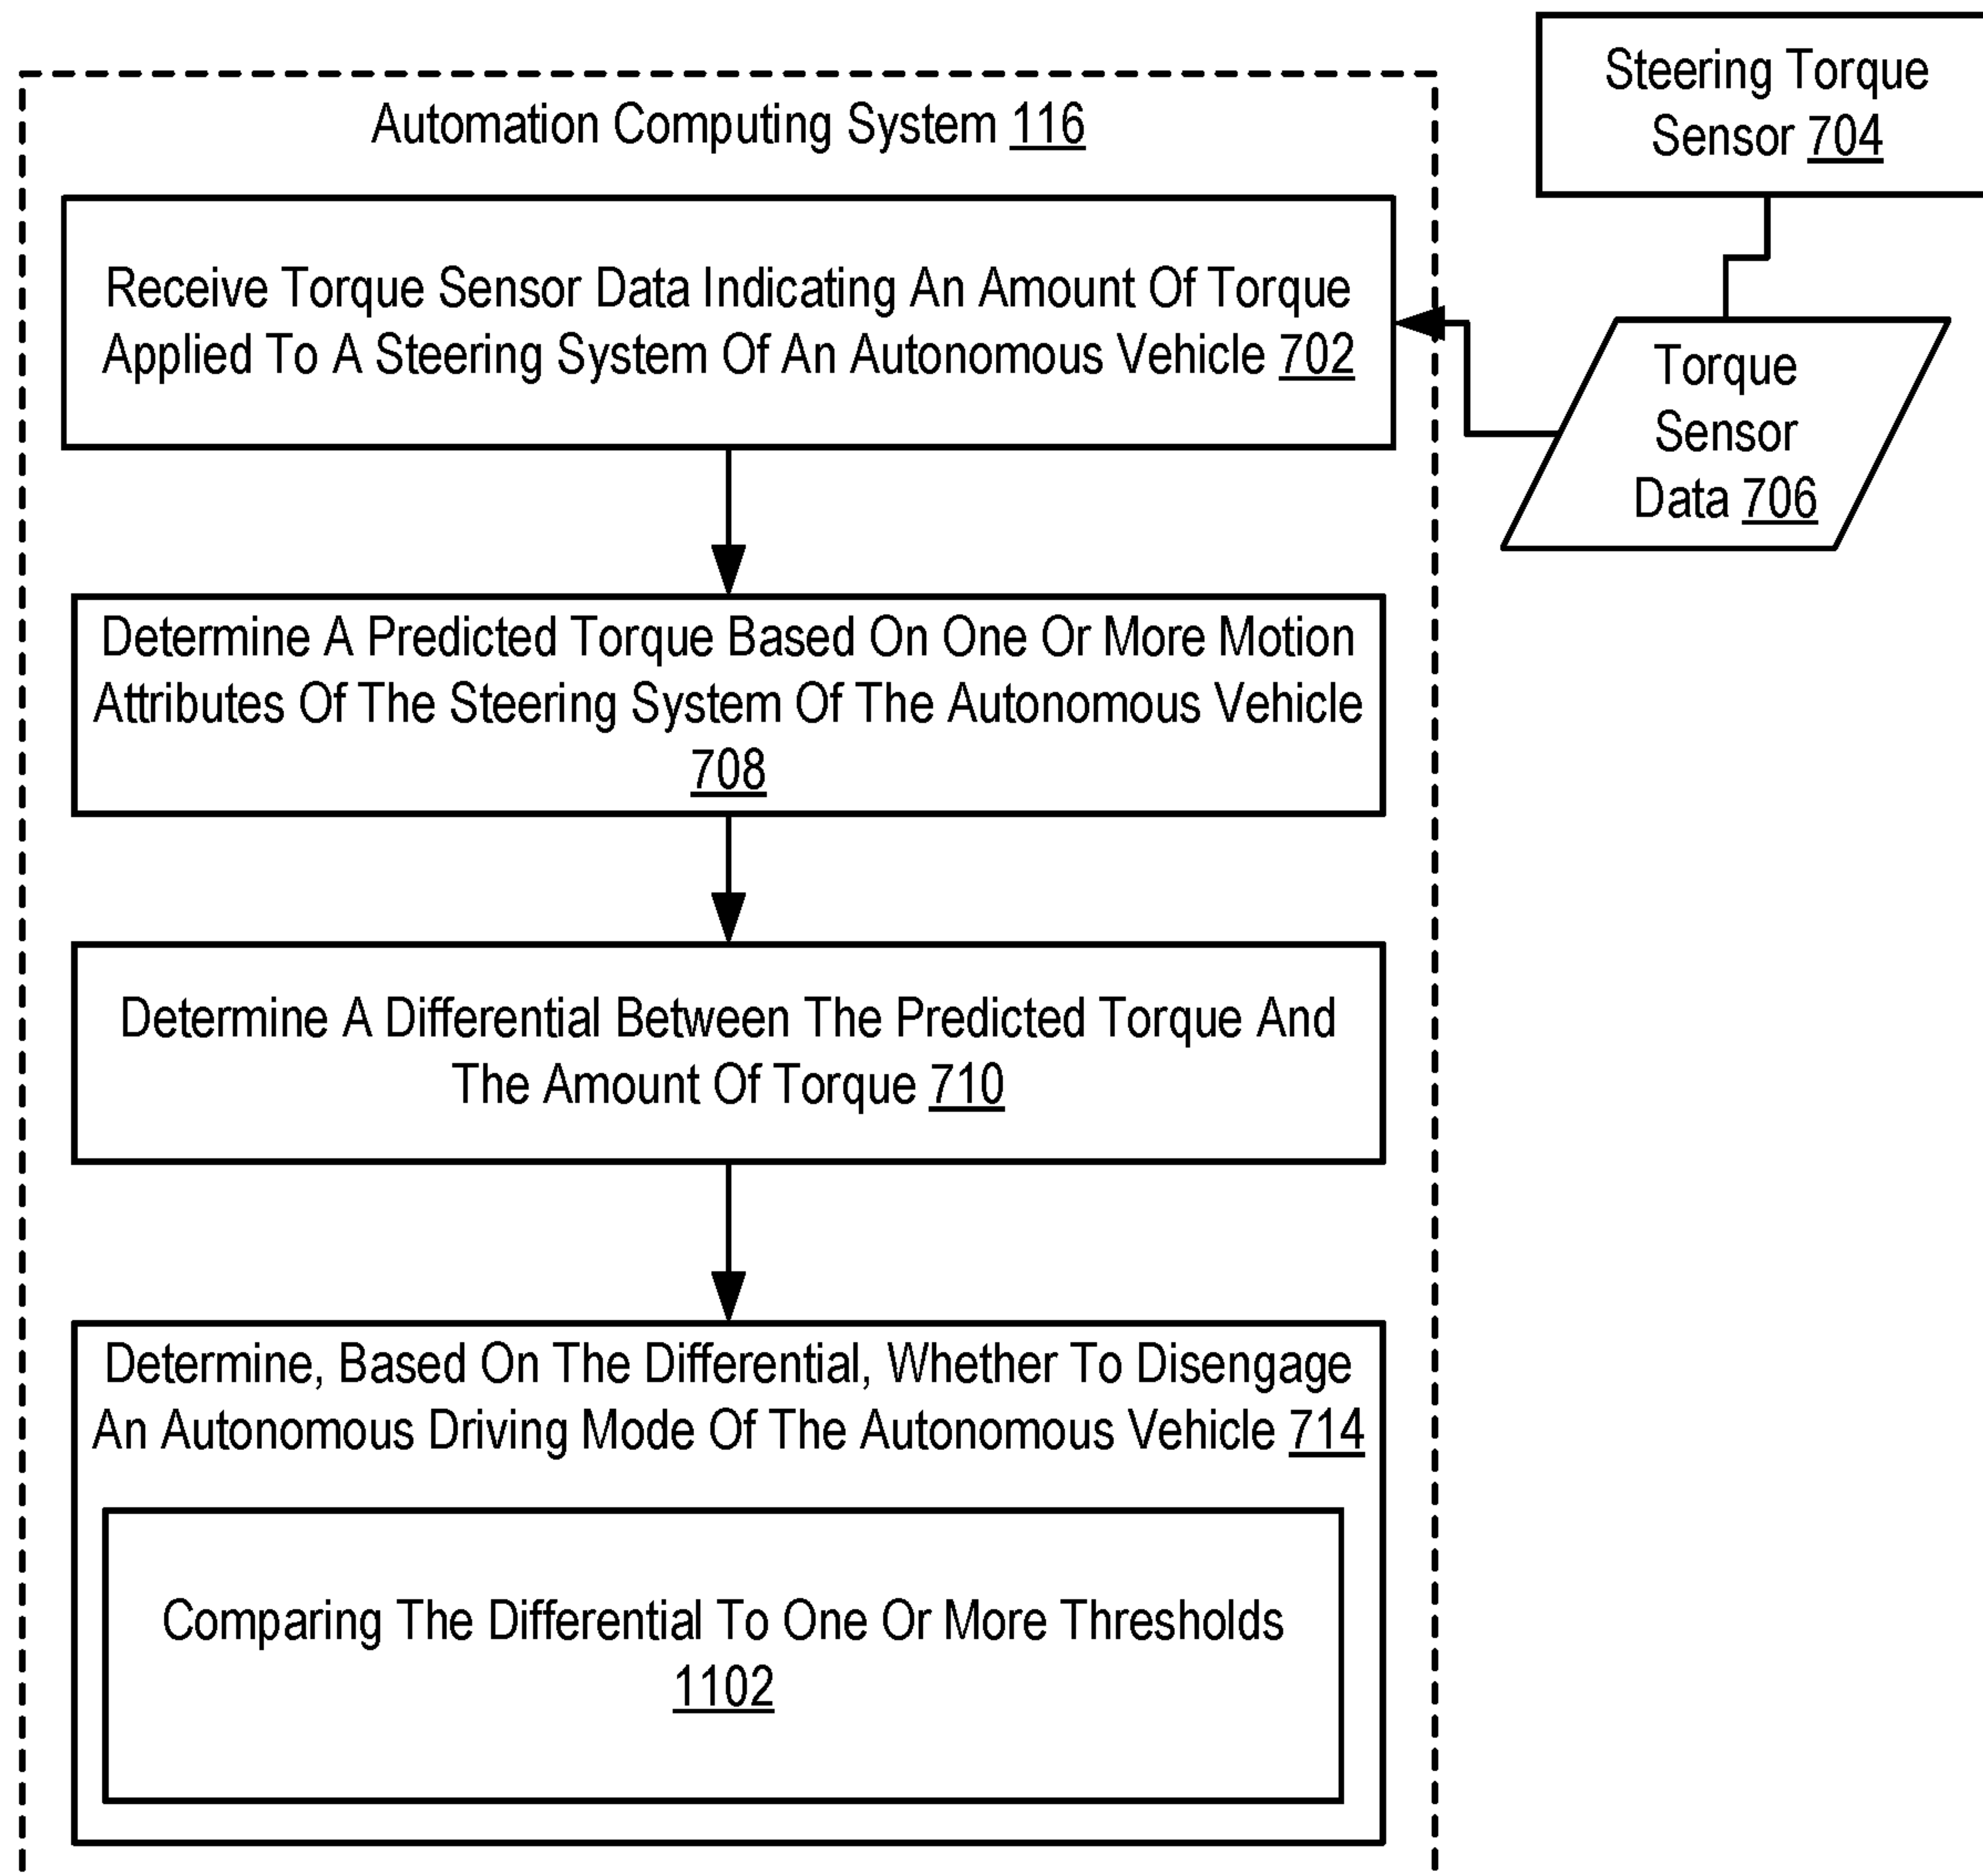 Automation Computing System 116
Steering Torque
Sensor 704
Receive Torque Sensor Data Indicating An Amount Of Torque
Applied To A Steering System Of An Autonomous Vehicle 702
Torque
Sensor
Data 706
Determine A Predicted Torque Based On One Or More Motion
Attributes Of The Steering System Of The Autonomous Vehicle
708
Determine A Differential Between The Predicted Torque And
The Amount Of Torque 710
Determine, Based On The Differential, Whether To Disengage
An Autonomous Driving Mode Of The Autonomous Vehicle 714
Comparing The Differential To One Or More Thresholds
1102